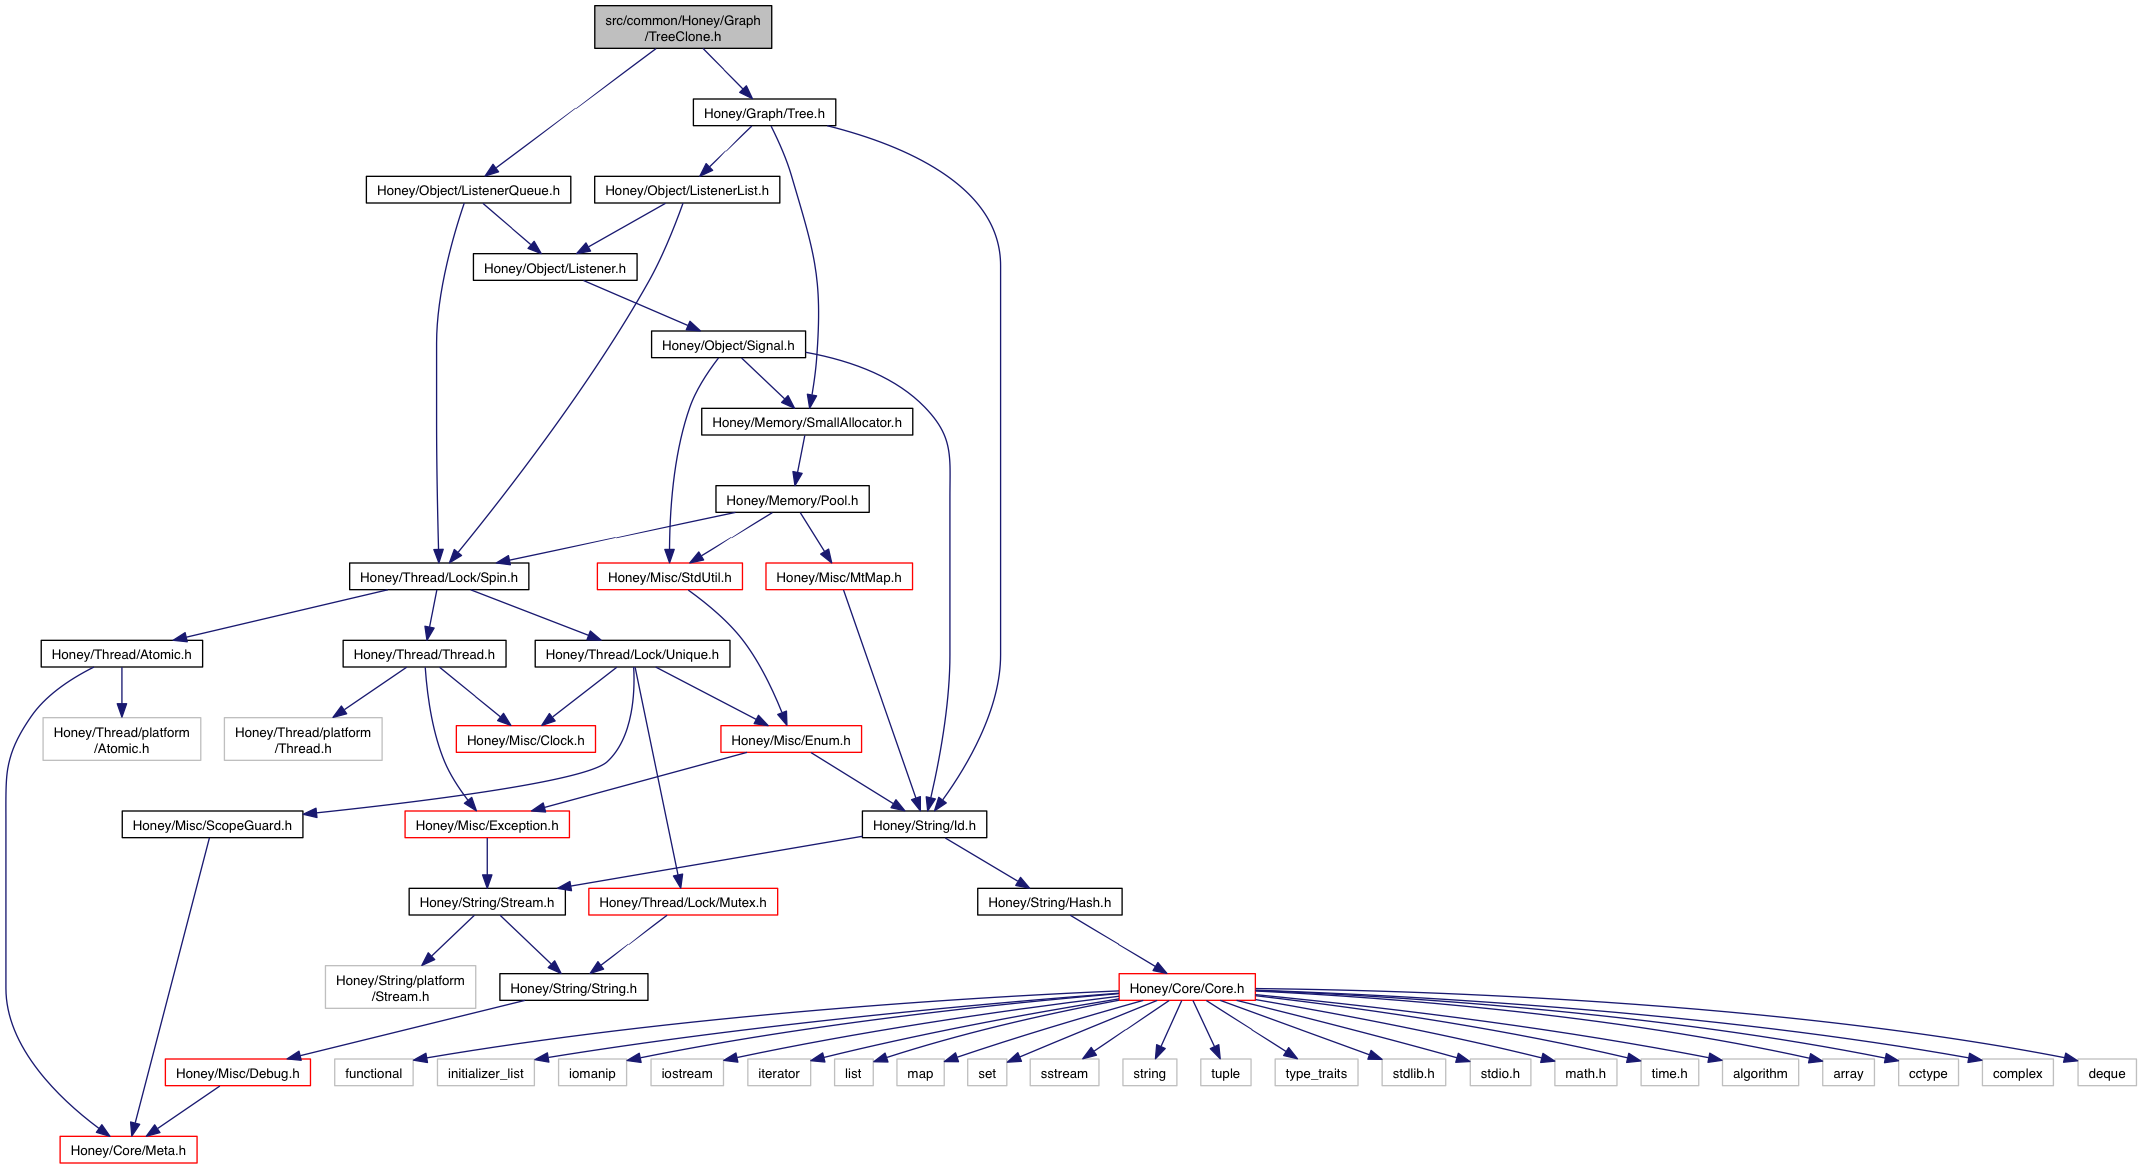 src/common/Honey/Graph
/TreeClone.h
Honey/Graph/Tree.h
Honey/Object/ListenerQueue.h
Honey/Object/ListenerList.h
Honey/Object/Listener.h
Honey/Object/Signal.h
Honey/Memory/SmallAllocator.h
Honey/Memory/Pool.h
Honey/Thread/Lock/Spin.h
Honey/Misc/StdUtil.h
Honey/Misc/MtMap.h
Honey/Thread/Atomic.h
Honey/Thread/Thread.h
Honey/Thread/Lock/Unique.h
Honey/Thread/platform
/Atomic.h
Honey/Thread/platform
/Thread.h
Honey/Misc/Clock.h
Honey/Misc/Enum.h
Honey/Misc/ScopeGuard.h
Honey/Misc/Exception.h
Honey/String/Id.h
Honey/String/Stream.h
Honey/Thread/Lock/Mutex.h
Honey/String/Hash.h
Honey/String/platform
/Stream.h
Honey/String/String.h
Honey/Core/Core.h
Honey/Misc/Debug.h
functional
initializer_list
iomanip
iostream
iterator
list
map
set
sstream
string
tuple
type_traits
stdlib.h
stdio.h
math.h
time.h
algorithm
array
cctype
complex
deque
Honey/Core/Meta.h